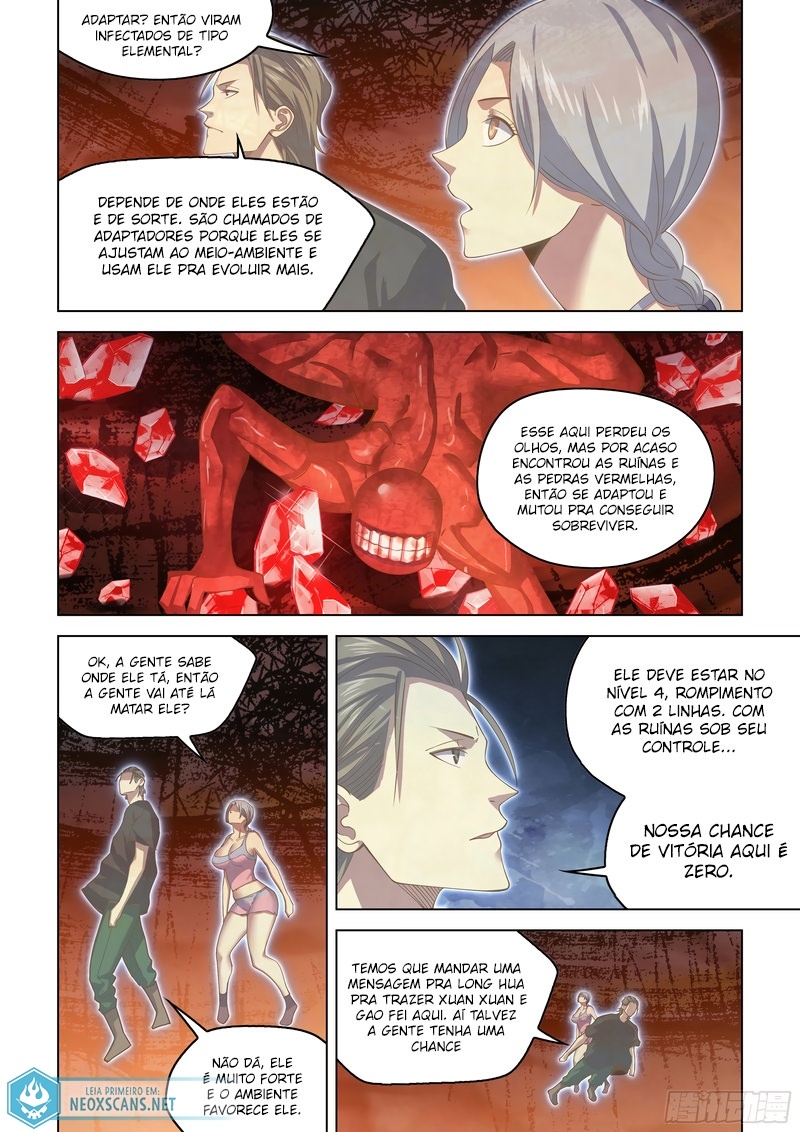 ADAPTAR? ENTÃO VIRAM
INFECTADOS DE TIPO
ELEMENTAL?
DEPENDE DE ONDE ELES ESTÃO
E DE SORTE. SÃO CHAMADOS DE
ADAPTADORES PORQUE ELES SE
AJUSTAM AO MEIO-AMBIENTE E
USAM ELE PRA EVOLUIR MAIS.
ESSE AQUI PERDEU OS
OLHOS, MAS POR ACASO
ENCONTROU AS RUÍNAS E
AS PEDRAS VERMELHAS,
ENTÃO SE ADAPTOU E
MUTOU PRA CONSEGUIR
SOBREVIVER.
OK, A GENTE SABE
ONDE ELE TÁ, ENTÃO
A GENTE VAI ATÉ LÁ
MATAR ELE?
NÃO DÁ, ELE
É MUITO FORTE
E O AMBIENTE
FAVORECE ELE.
ELE DEVE ESTAR NO
NÍVEL 4, ROMPIMENTO
COM 2 LINHAS. COM
AS RUÍNAS SOB SEU
CONTROLE...
NOSSA CHANCE
DE VITÓRIA AQUI É
ZERO.
TEMOS QUE MANDAR UMA
MENSAGEM PRA LONG HUA
PRA TRAZER XUAN XUAN E
GAO FEI AQUI. AÍ TALVEZ
A GENTE TENHA UMA
CHANCE
LEIA PRIMEIRO EM:
NEOXSCANS.NET
腾讯动漫